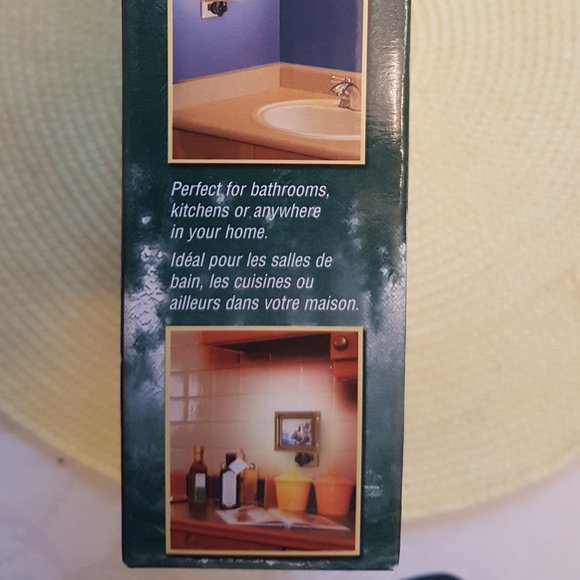 Perfect for bathrooms,
kitchens or anywhere
in your home.
Idéal pour les salles de
bain, les cuisines ou
ailleurs dans votre maison.